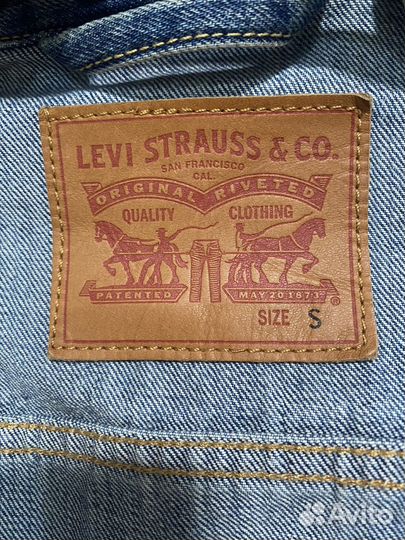 LEVI STRAUSS & CO.
SAN FRANCISCO
CAL.
ORIGINAL RIVETED
QUALITY CLOTHING
PATENTED MAY 20 1873
®
SIZE S
Avito